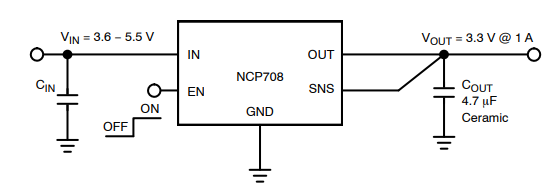 VIN = 3.6 – 5.5 V
VOUT = 3.3 V @ 1 A
IN
OUT
CIN
NCP708
EN
SNS
COUT
4.7 μF
Ceramic
ON
OFF
GND